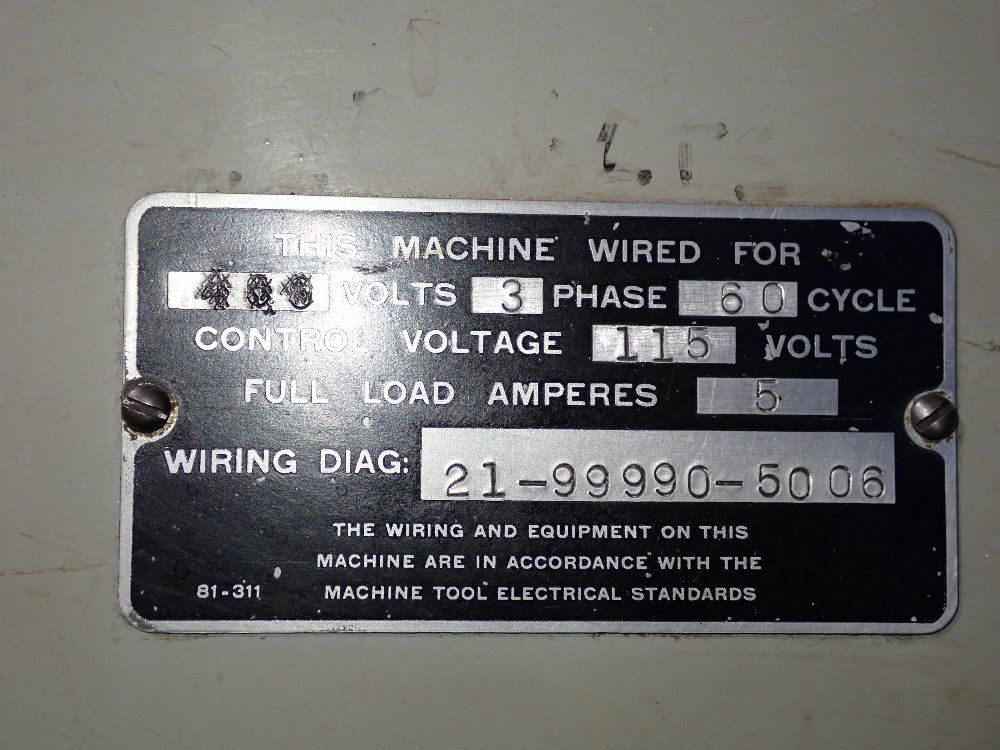 THIS MACHINE WIRED FOR
VOLTS 3 PHASE 60 CYCLE
CONTROL VOLTAGE 115 VOLTS
FULL LOAD AMPERES 5
WIRING DIAG: 21-99990-5006
THE WIRING AND EQUIPMENT ON THIS
MACHINE ARE IN ACCORDANCE WITH THE
81-311 MACHINE TOOL ELECTRICAL STANDARDS